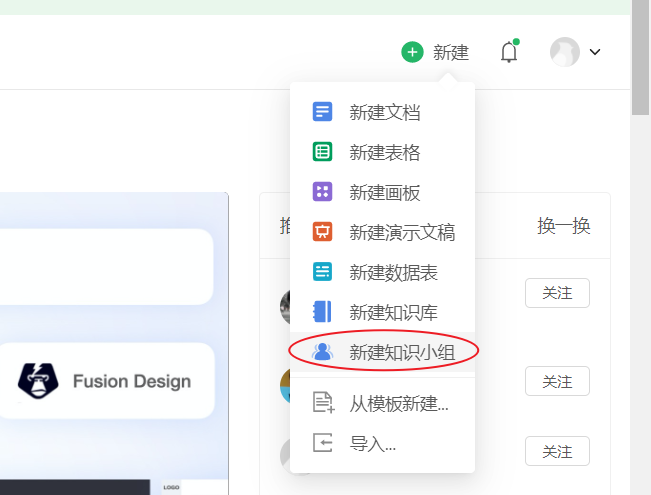 新建
新建文档
新建表格
新建画板
新建演示文稿
换一换
新建数据表
关注
新建知识库
新建知识小组
Fusion Design
关注
从模板新建...
导入...
关注
LOGO